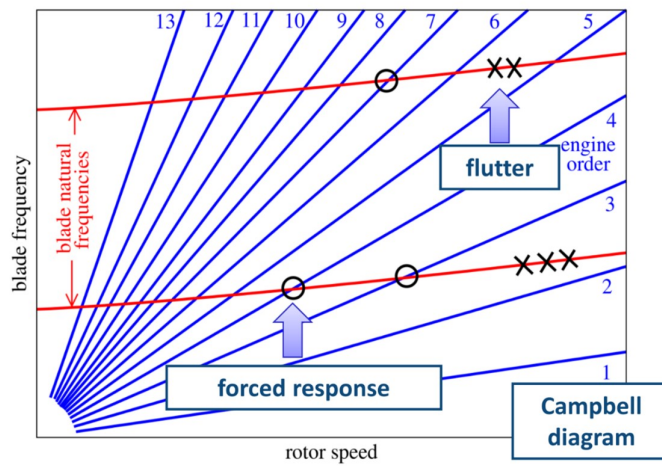 13
12
11
10
9
8
7
6
5
flutter
4
engine
order
3
2
1
blade frequency
blade natural
frequencies
forced response
Campbell
diagram
rotor speed